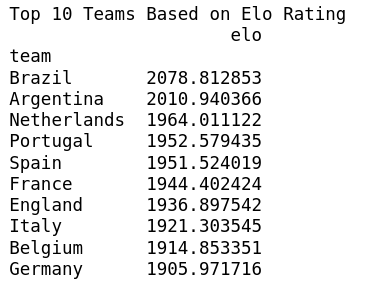 Top 10 Teams Based on Elo Rating
elo
team
Brazil 2078.812853
Argentina 2010.940366
Netherlands 1964.011122
Portugal 1952.579435
Spain 1951.524019
France 1944.402424
England 1936.897542
Italy 1921.303545
Belgium 1914.853351
Germany 1905.971716